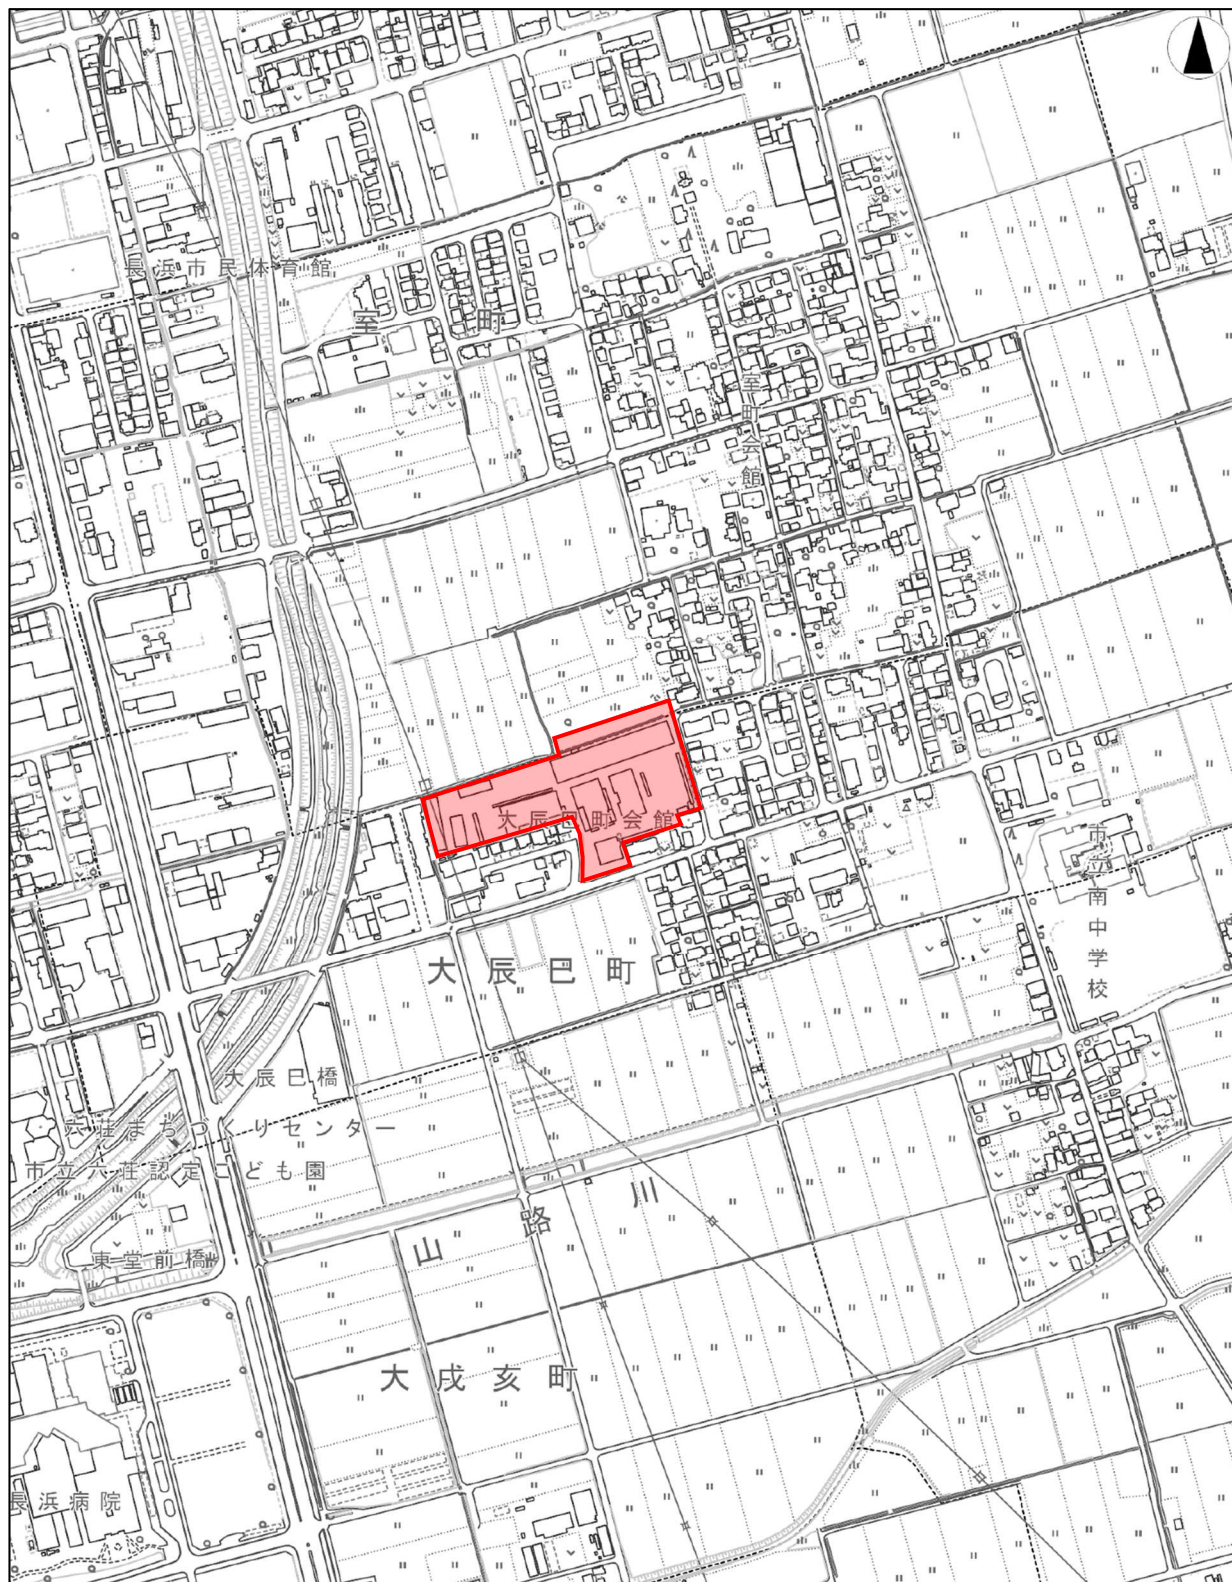 長浜市民体育館
室町
室町会館
大辰巳町会館
市立南中学校
大辰巳町
大辰巳橋
六荘まちづくりセンター
市立六荘認定こども園
山路川
東堂前橋
大戌亥町
長浜病院